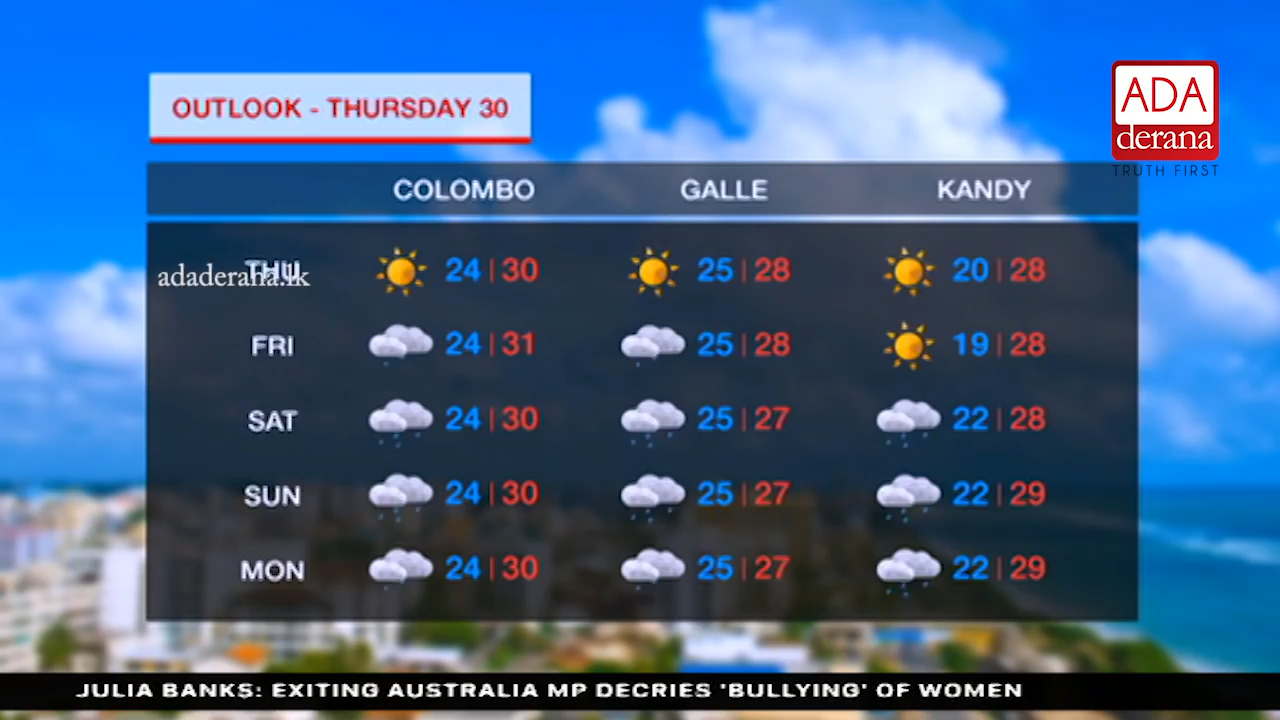 ADA
derana
TRUTH FIRST
OUTLOOK - THURSDAY 30
COLOMBO GALLE KANDY
adaderana.lk
THU 24 | 30 25 | 28 20 | 28
FRI 24 | 31 25 | 28 19 | 28
SAT 24 | 30 25 | 27 22 | 28
SUN 24 | 30 25 | 27 22 | 29
MON 24 | 30 25 | 27 22 | 29
JULIA BANKS: EXITING AUSTRALIA MP DECRIES 'BULLYING' OF WOMEN